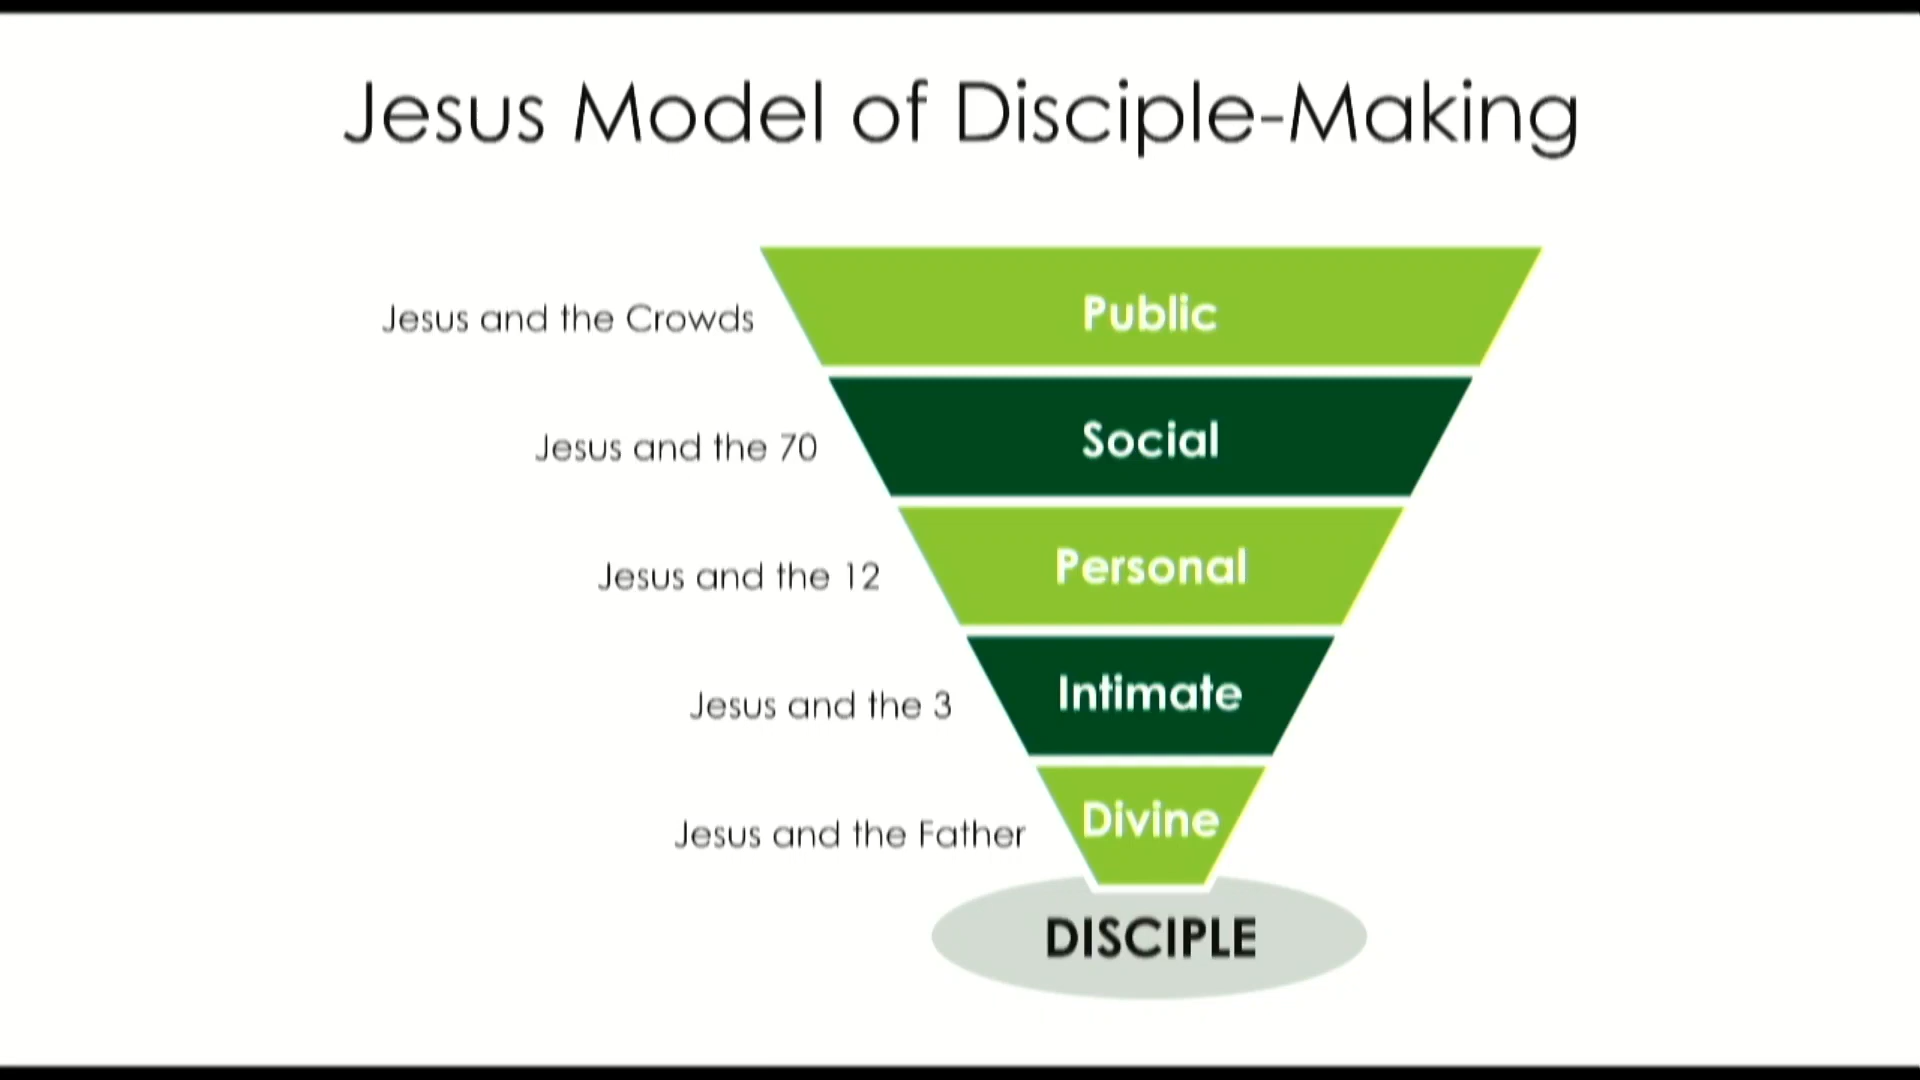 Jesus Model of Disciple-Making
Jesus and the Crowds
Public
Jesus and the 70
Social
Jesus and the 12
Personal
Jesus and the 3
Intimate
Jesus and the Father
Divine
DISCIPLE